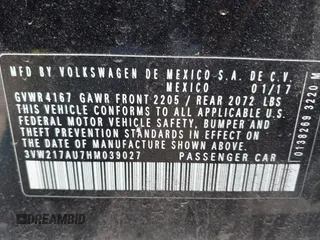 MFD BY VOLKSWAGEN DE MEXICO S.A. DE C.V.
MEXICO 01/17
GVWR4167 GAWR FRONT 2205 / REAR 2072 LBS
THIS VEHICLE CONFORMS TO ALL APPLICABLE
U.S. FEDERAL MOTOR VEHICLE SAFETY, BUMPER AND
THEFT PREVENTION STANDARDS IN EFFECT ON THE
DATE OF MANUFACTURE SHOWN ABOVE.
3VW217AU7HM039027 PASSENGER CAR
0138269 3220 M
DREAMBID